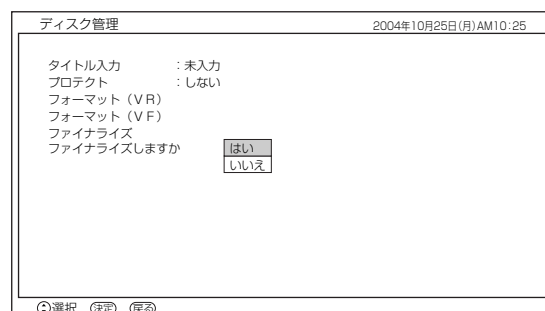 ディスク管理 2004年10月25日(月)AM10:25
タイトル入力 :未入力
プロテクト :しない
フォーマット(VR)
フォーマット(VF)
ファイナライズ
ファイナライズしますか はい
いいえ
選択 決定 戻る